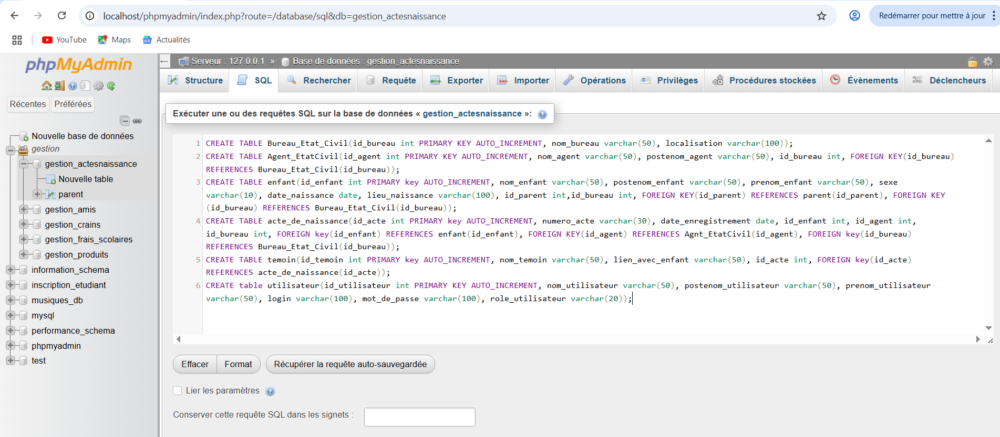 localhost/phpmyadmin/index.php?route=/database/sql&db=gestion_actesnaissance
Redémarrer pour mettre à jour
YouTube
Maps
Actualités
phpMyAdmin
Récentes
Préférées
Nouvelle base de données
gestion
gestion_actesnaissance
Nouvelle table
parent
gestion_amis
gestion_crains
gestion_frais_scolaires
gestion_produits
information_schema
inscription_etudiant
musiques_db
mysql
performance_schema
phpmyadmin
test
Serveur : 127.0.0.1 » Base de données : gestion_actesnaissance
Structure
SQL
Rechercher
Requête
Exporter
Importer
Opérations
Privilèges
Procédures stockées
Évènements
Déclencheurs
Exécuter une ou des requêtes SQL sur la base de données « gestion_actesnaissance »:
1 CREATE TABLE Bureau_Etat_Civil(id_bureau int PRIMARY KEY AUTO_INCREMENT, nom_bureau varchar(50), localisation varchar(100));
2 CREATE TABLE Agent_EtatCivil(id_agent int PRIMARY KEY AUTO_INCREMENT, nom_agent varchar(50), postenom_agent varchar(50), id_bureau int, FOREIGN KEY(id_bureau)
REFERENCES Bureau_Etat_Civil(id_bureau));
3 CREATE TABLE enfant(id_enfant int PRIMARY key AUTO_INCREMENT, nom_enfant varchar(50), postenom_enfant varchar(50), prenom_enfant varchar(50), sexe
varchar(10), date_naissance date, lieu_naissance varchar(100), id_parent int,id_bureau int, FOREIGN KEY(id_parent) REFERENCES parent(id_parent), FOREIGN KEY
(id_bureau) REFERENCES Bureau_Etat_Civil(id_bureau));
4 CREATE TABLE acte_de_naissance(id_acte int PRIMARY key AUTO_INCREMENT, numero_acte varchar(30), date_enregistrement date, id_enfant int, id_agent int,
id_bureau int, FOREIGN key(id_enfant) REFERENCES enfant(id_enfant), FOREIGN KEY(id_agent) REFERENCES Agnt_EtatCivil(id_agent), FOREIGN key(id_bureau)
REFERENCES Bureau_Etat_Civil(id_bureau));
5 CREATE TABLE temoin(id_temoin int PRIMARY key AUTO_INCREMENT, nom_temoin varchar(50), lien_avec_enfant varchar(50), id_acte int, FOREIGN key(id_acte)
REFERENCES acte_de_naissance(id_acte));
6 CREATE table utilisateur(id_utilisateur int PRIMARY KEY AUTO_INCREMENT, nom_utilisateur varchar(50), postenom_utilisateur varchar(50), prenom_utilisateur
varchar(50), login varchar(100), mot_de_passe varchar(100), role_utilisateur varchar(20));
Effacer
Format
Récupérer la requête auto-sauvegardée
Lier les paramètres
Conserver cette requête SQL dans les signets :